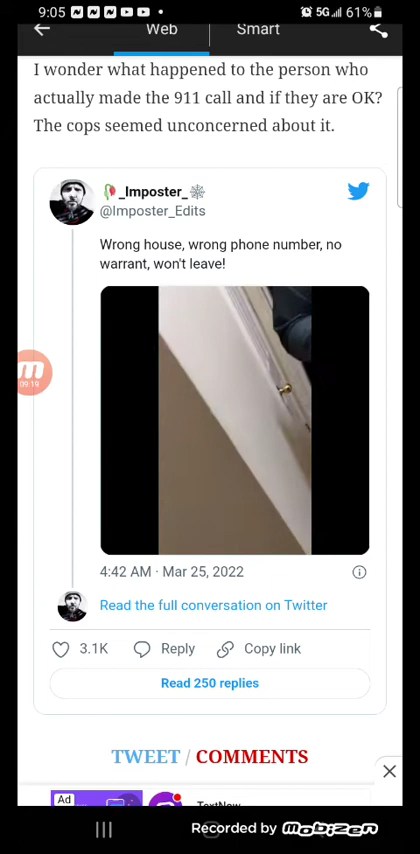 9:05
5G 61%
Web Smart
I wonder what happened to the person who
actually made the 911 call and if they are OK?
The cops seemed unconcerned about it.
_Imposter_
@Imposter_Edits
Wrong house, wrong phone number, no
warrant, won't leave!
09:19
4:42 AM · Mar 25, 2022
Read the full conversation on Twitter
3.1K Reply Copy link
Read 250 replies
TWEET / COMMENTS
Ad
TextNow
Recorded by mobizen